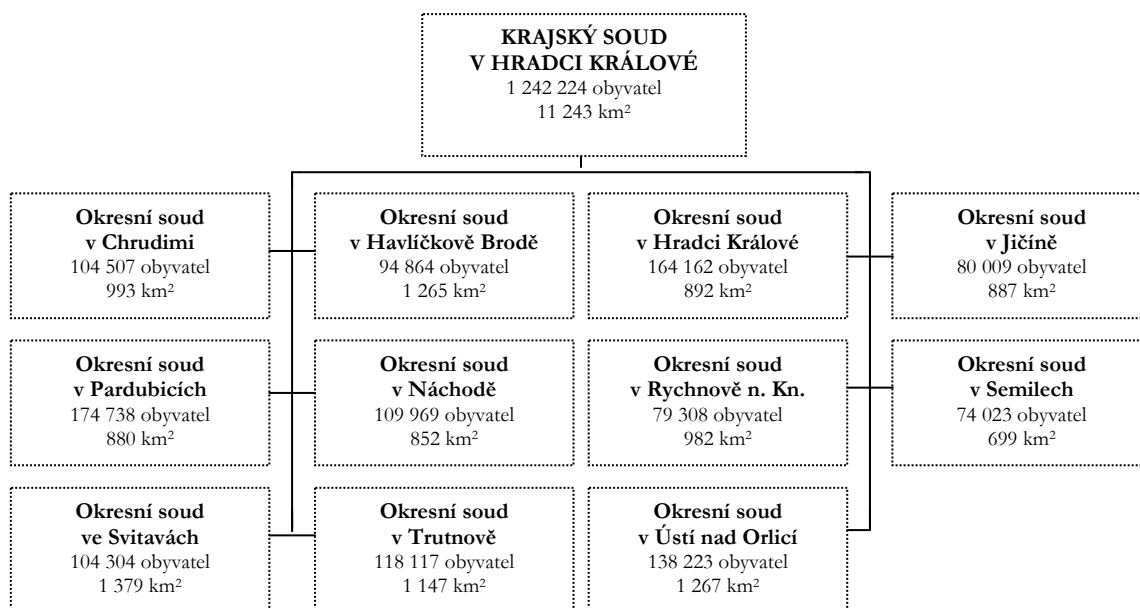 KRAJSKÝ SOUD
V HRADCI KRÁLOVÉ
1 242 224 obyvatel
11 243 km²
Okresní soud
v Chrudimi
104 507 obyvatel
993 km²
Okresní soud
v Havlíčkově Brodě
94 864 obyvatel
1 265 km²
Okresní soud
v Hradci Králové
164 162 obyvatel
892 km²
Okresní soud
v Jičíně
80 009 obyvatel
887 km²
Okresní soud
v Pardubicích
174 738 obyvatel
880 km²
Okresní soud
v Náchodě
109 969 obyvatel
852 km²
Okresní soud
v Rychnově n. Kn.
79 308 obyvatel
982 km²
Okresní soud
v Semilech
74 023 obyvatel
699 km²
Okresní soud
ve Svitavách
104 304 obyvatel
1 379 km²
Okresní soud
v Trutnově
118 117 obyvatel
1 147 km²
Okresní soud
v Ústí nad Orlicí
138 223 obyvatel
1 267 km²